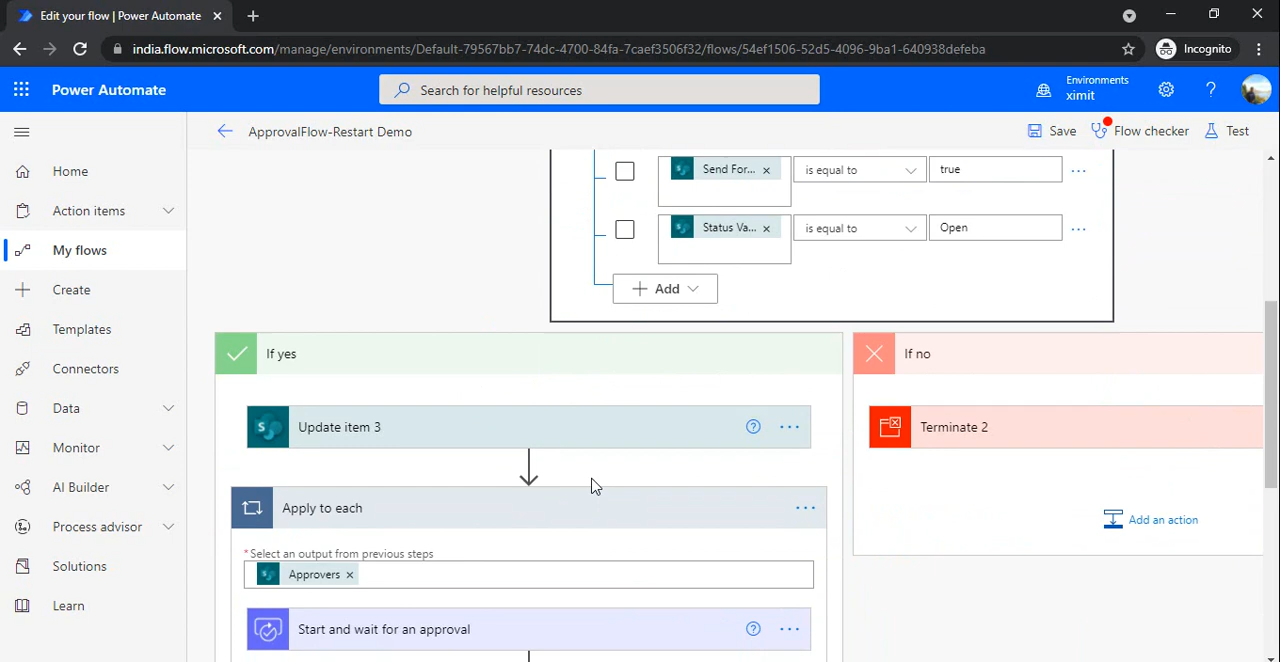 Edit your flow | Power Automate
india.flow.microsoft.com/manage/environments/Default-79567bb7-74dc-4700-84fa-7caef3506f32/flows/54ef1506-52d5-4096-9ba1-640938defeba
Incognito
Power Automate
Search for helpful resources
Environments
ximit
ApprovalFlow-Restart Demo
Save
Flow checker
Test
Home
Action items
My flows
Create
Templates
Connectors
Data
Monitor
AI Builder
Process advisor
Solutions
Learn
Send For... × is equal to true ...
Status Va... × is equal to Open ...
+ Add
If yes
Update item 3
Apply to each
* Select an output from previous steps
Approvers ×
Start and wait for an approval
If no
Terminate 2
Add an action